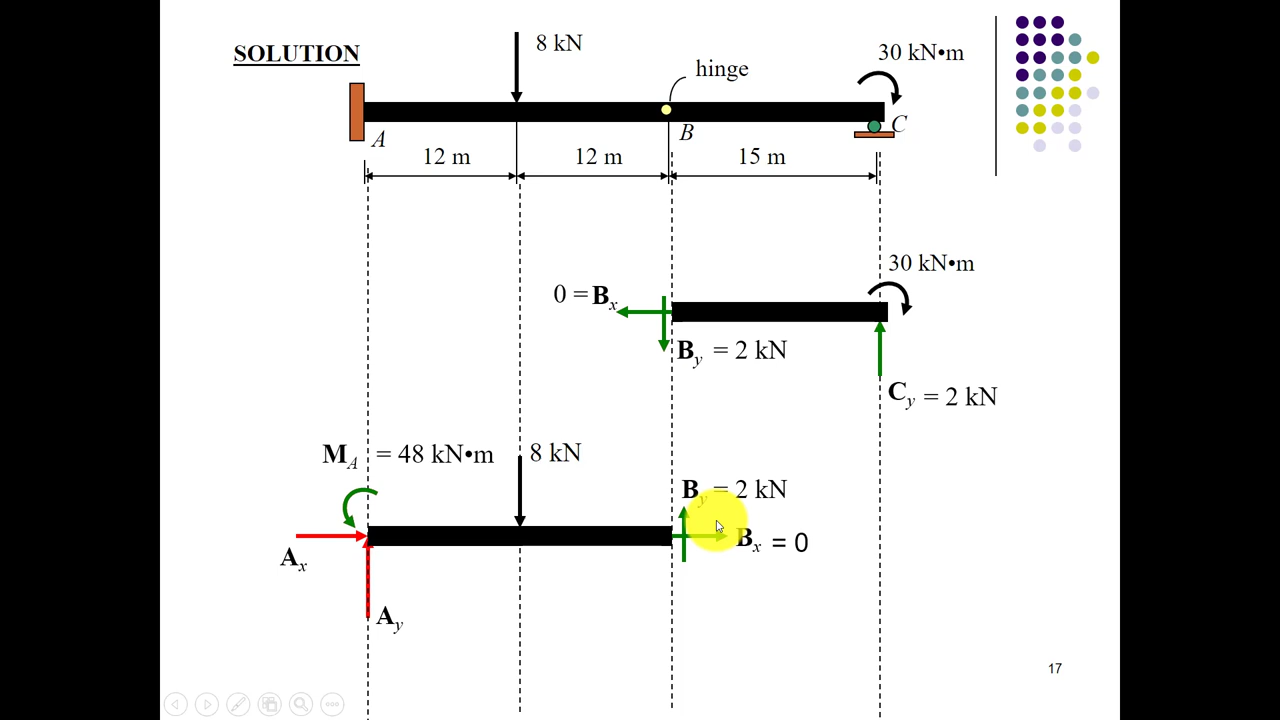 SOLUTION
8 kN
30 kN•m
hinge
A
B
C
12 m
12 m
15 m
30 kN•m
0 = Bx
By = 2 kN
Cy = 2 kN
MA = 48 kN•m
8 kN
By = 2 kN
Ax
Bx = 0
Ay
17